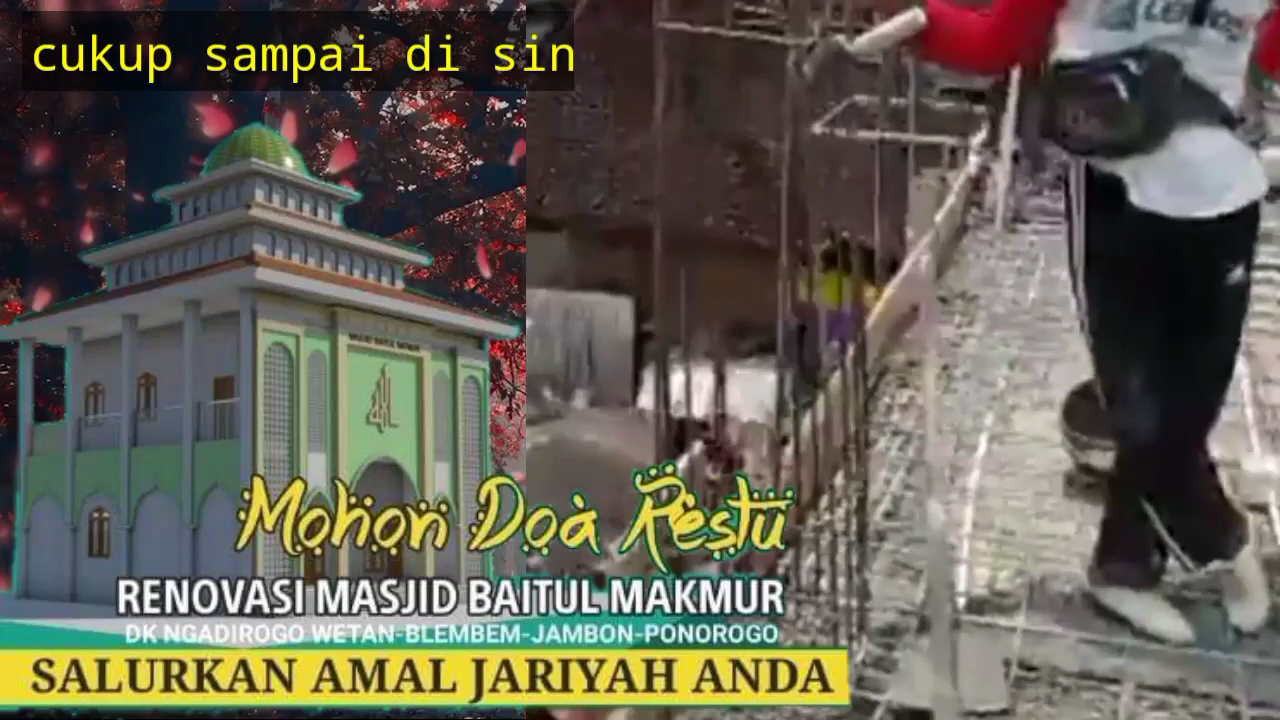 cukup sampai di sin
Mohon Doa Restu
RENOVASI MASJID BAITUL MAKMUR
DK NGADIROGO WETAN-BLEMBEM-JAMBON-PONOROGO
SALURKAN AMAL JARIYAH ANDA